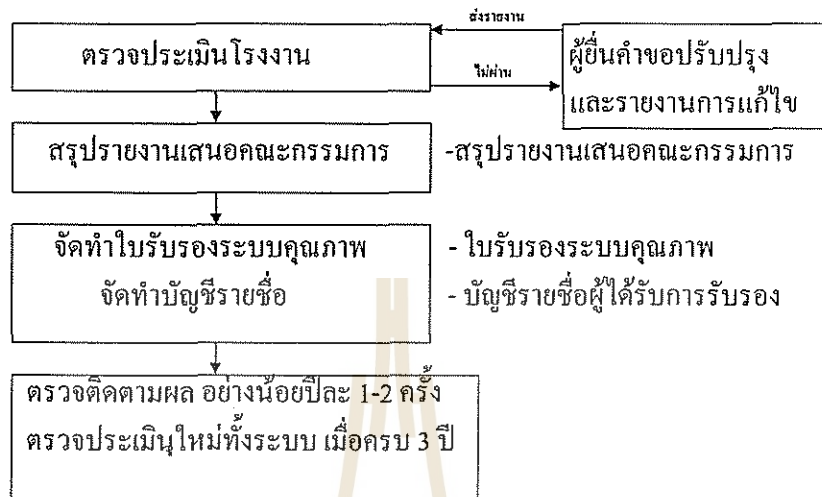 ส่งรายงาน
ตรวจประเมินโรงงาน
ไม่ผ่าน
ผู้ยื่นคำขอปรับปรุง
และรายงานการแก้ไข
สรุปรายงานเสนอคณะกรรมการ
-สรุปรายงานเสนอคณะกรรมการ
จัดทำใบรับรองระบบคุณภาพ
จัดทำบัญชีรายชื่อ
- ใบรับรองระบบคุณภาพ
- บัญชีรายชื่อผู้ได้รับการรับรอง
ตรวจติดตามผล อย่างน้อยปีละ 1-2 ครั้ง
ตรวจประเมินใหม่ทั้งระบบ เมื่อครบ 3 ปี